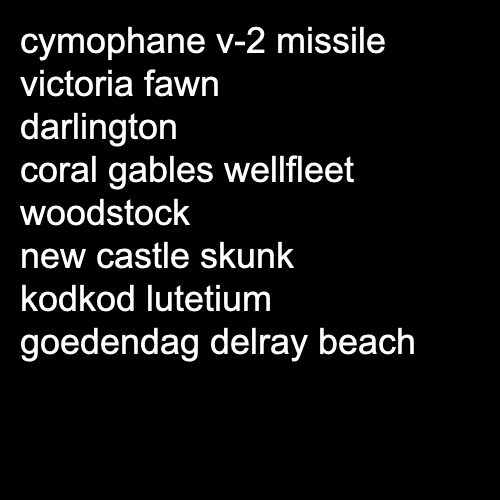 cymophane v-2 missile
victoria fawn
darlington
coral gables wellfleet
woodstock
new castle skunk
kodkod lutetium
goedendag delray beach